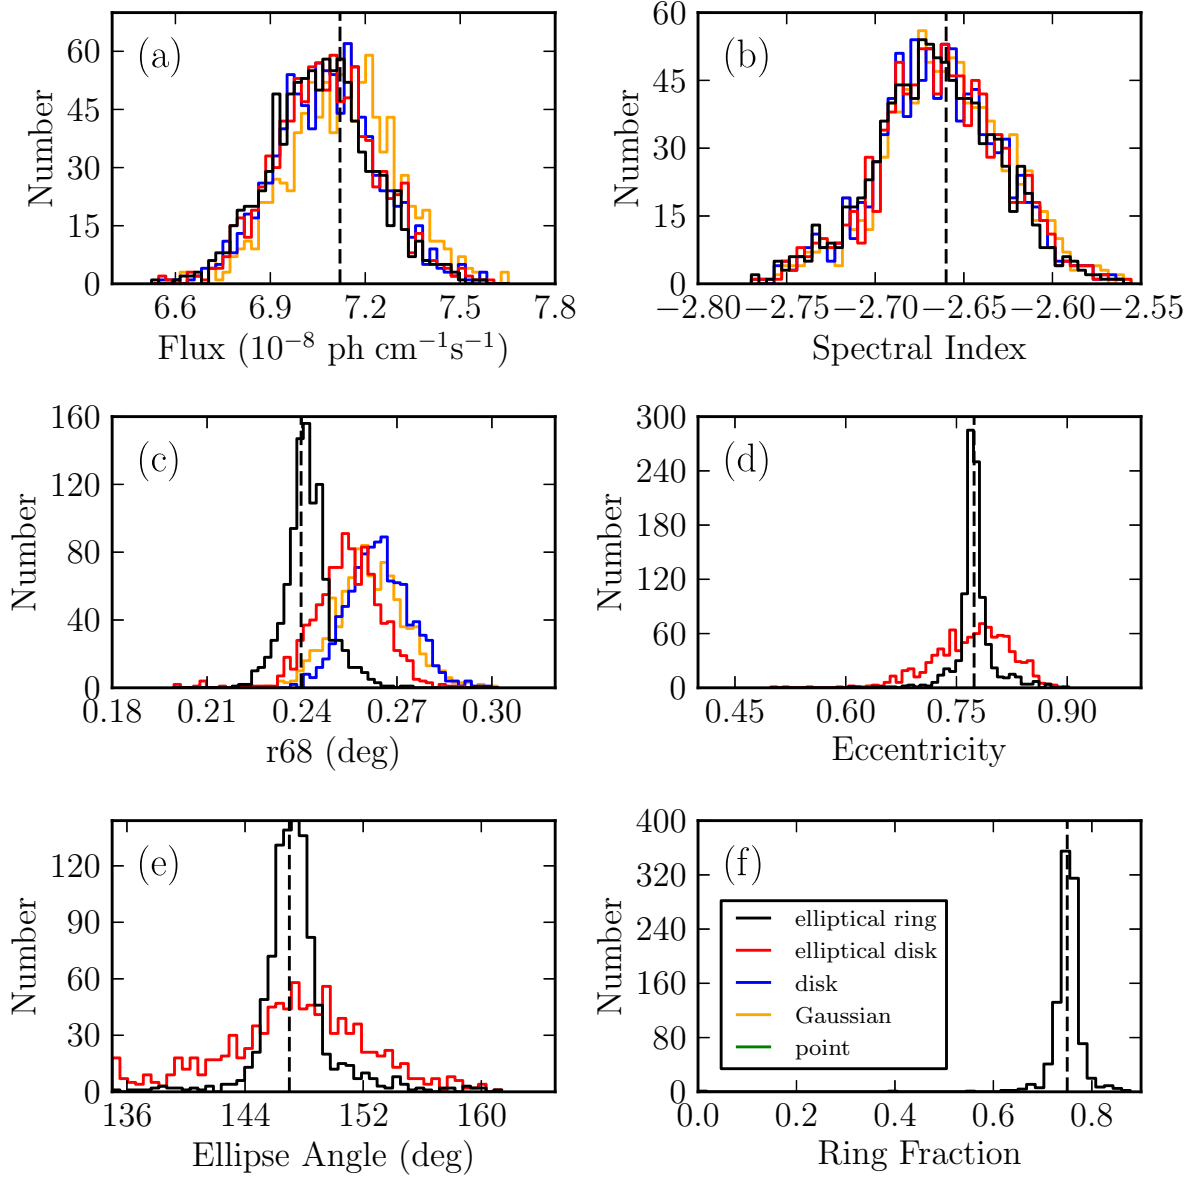 (a)
60
45
30
15
0
Number
6.6 6.9 7.2 7.5 7.8
Flux (10⁻⁸ ph cm⁻¹s⁻¹)
(b)
60
45
30
15
0
Number
−2.80 −2.75 −2.70 −2.65 −2.60 −2.55
Spectral Index
(c)
160
120
80
40
0
Number
0.18 0.21 0.24 0.27 0.30
r68 (deg)
(d)
300
240
180
120
60
0
Number
0.45 0.60 0.75 0.90
Eccentricity
(e)
120
90
60
30
0
Number
136 144 152 160
Ellipse Angle (deg)
(f)
400
320
240
160
80
0
Number
elliptical ring
elliptical disk
disk
Gaussian
point
0.0 0.2 0.4 0.6 0.8
Ring Fraction